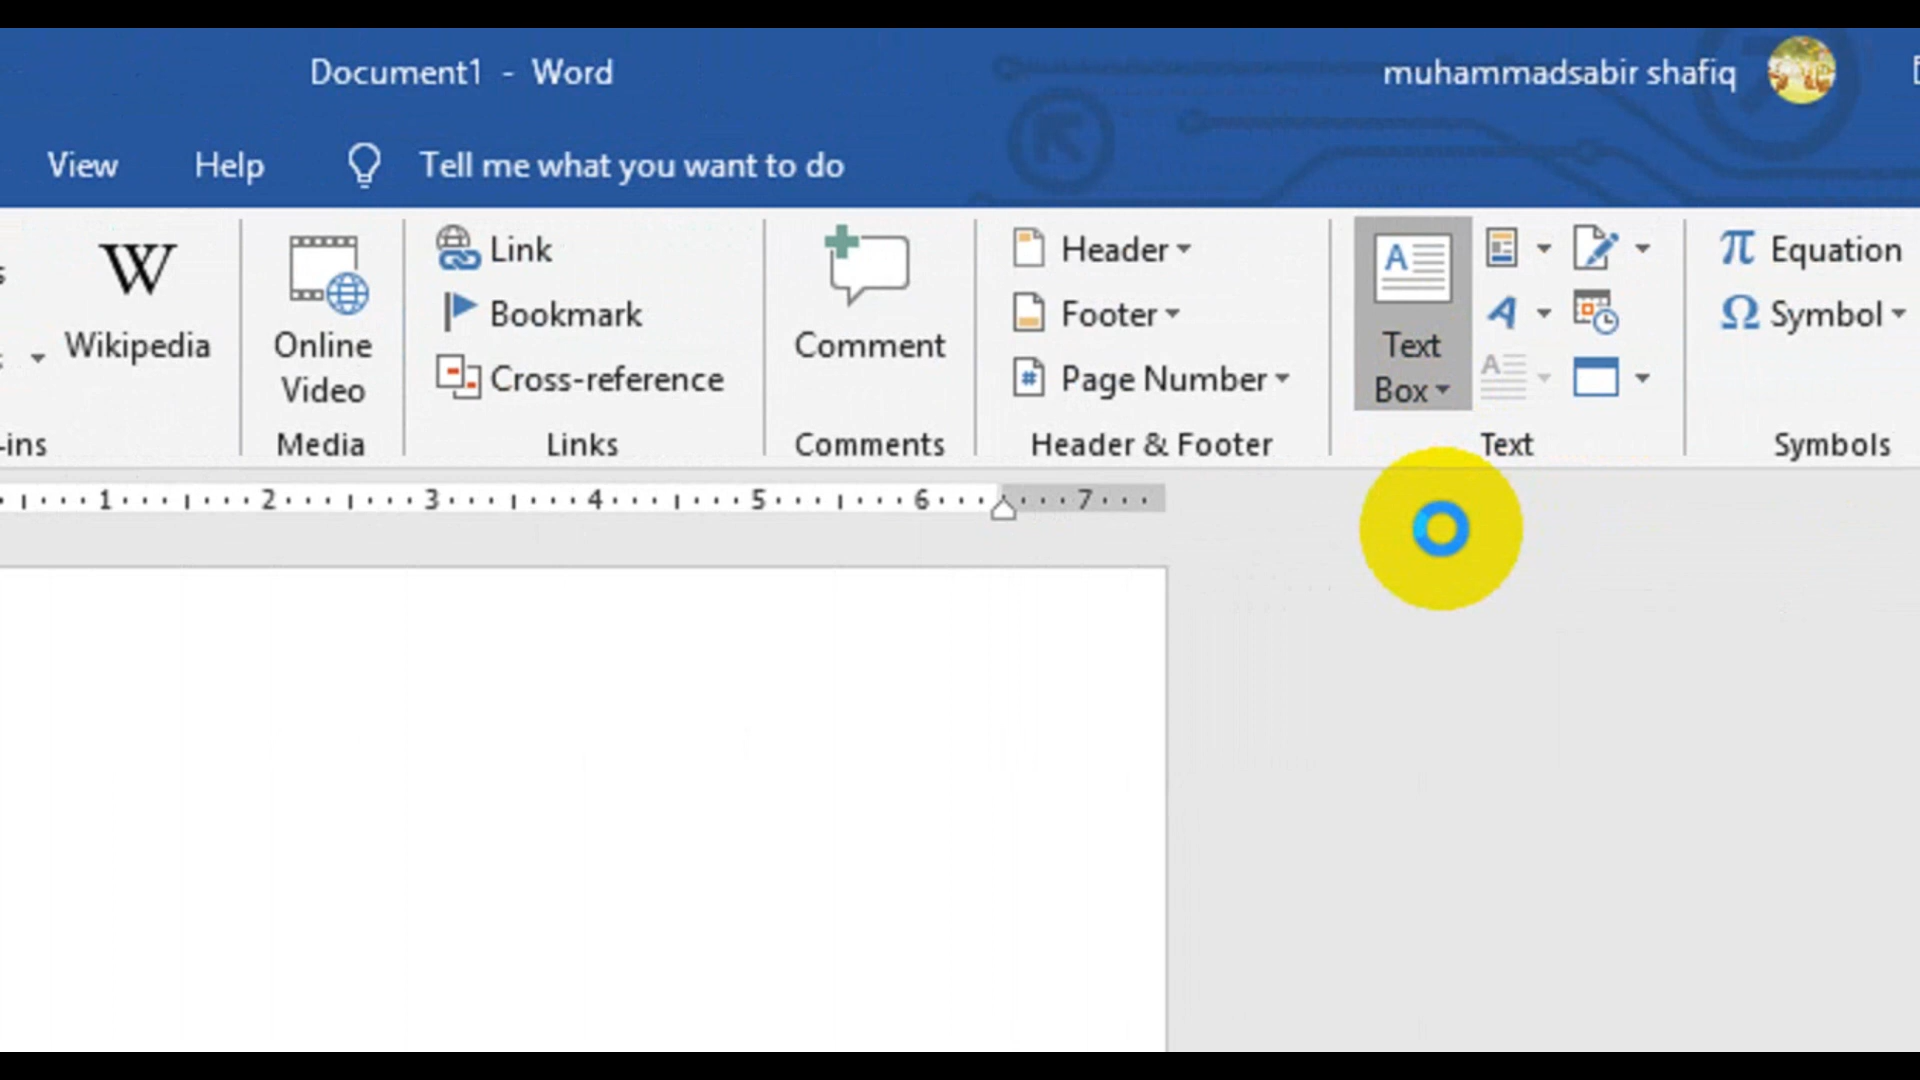 Document1 - Word
muhammadsabir shafiq
View
Help
Tell me what you want to do
W
Wikipedia
Online
Video
Media
Link
Bookmark
Cross-reference
Links
Comment
Comments
Header
Footer
Page Number
Header & Footer
Text
Box
Text
π Equation
Ω Symbol
Symbols
-ins
1 2 3 4 5 6 7